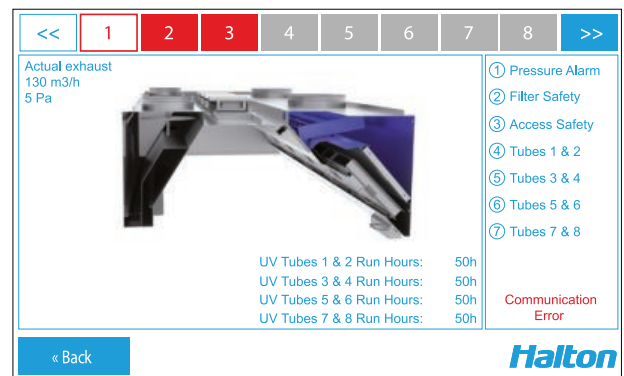 << 1 2 3 4 5 6 7 8 >>
Actual exhaust
130 m3/h
5 Pa
① Pressure Alarm
② Filter Safety
③ Access Safety
④ Tubes 1 & 2
⑤ Tubes 3 & 4
⑥ Tubes 5 & 6
⑦ Tubes 7 & 8
UV Tubes 1 & 2 Run Hours: 50h
UV Tubes 3 & 4 Run Hours: 50h
UV Tubes 5 & 6 Run Hours: 50h
UV Tubes 7 & 8 Run Hours: 50h
Communication
Error
« Back
Halton